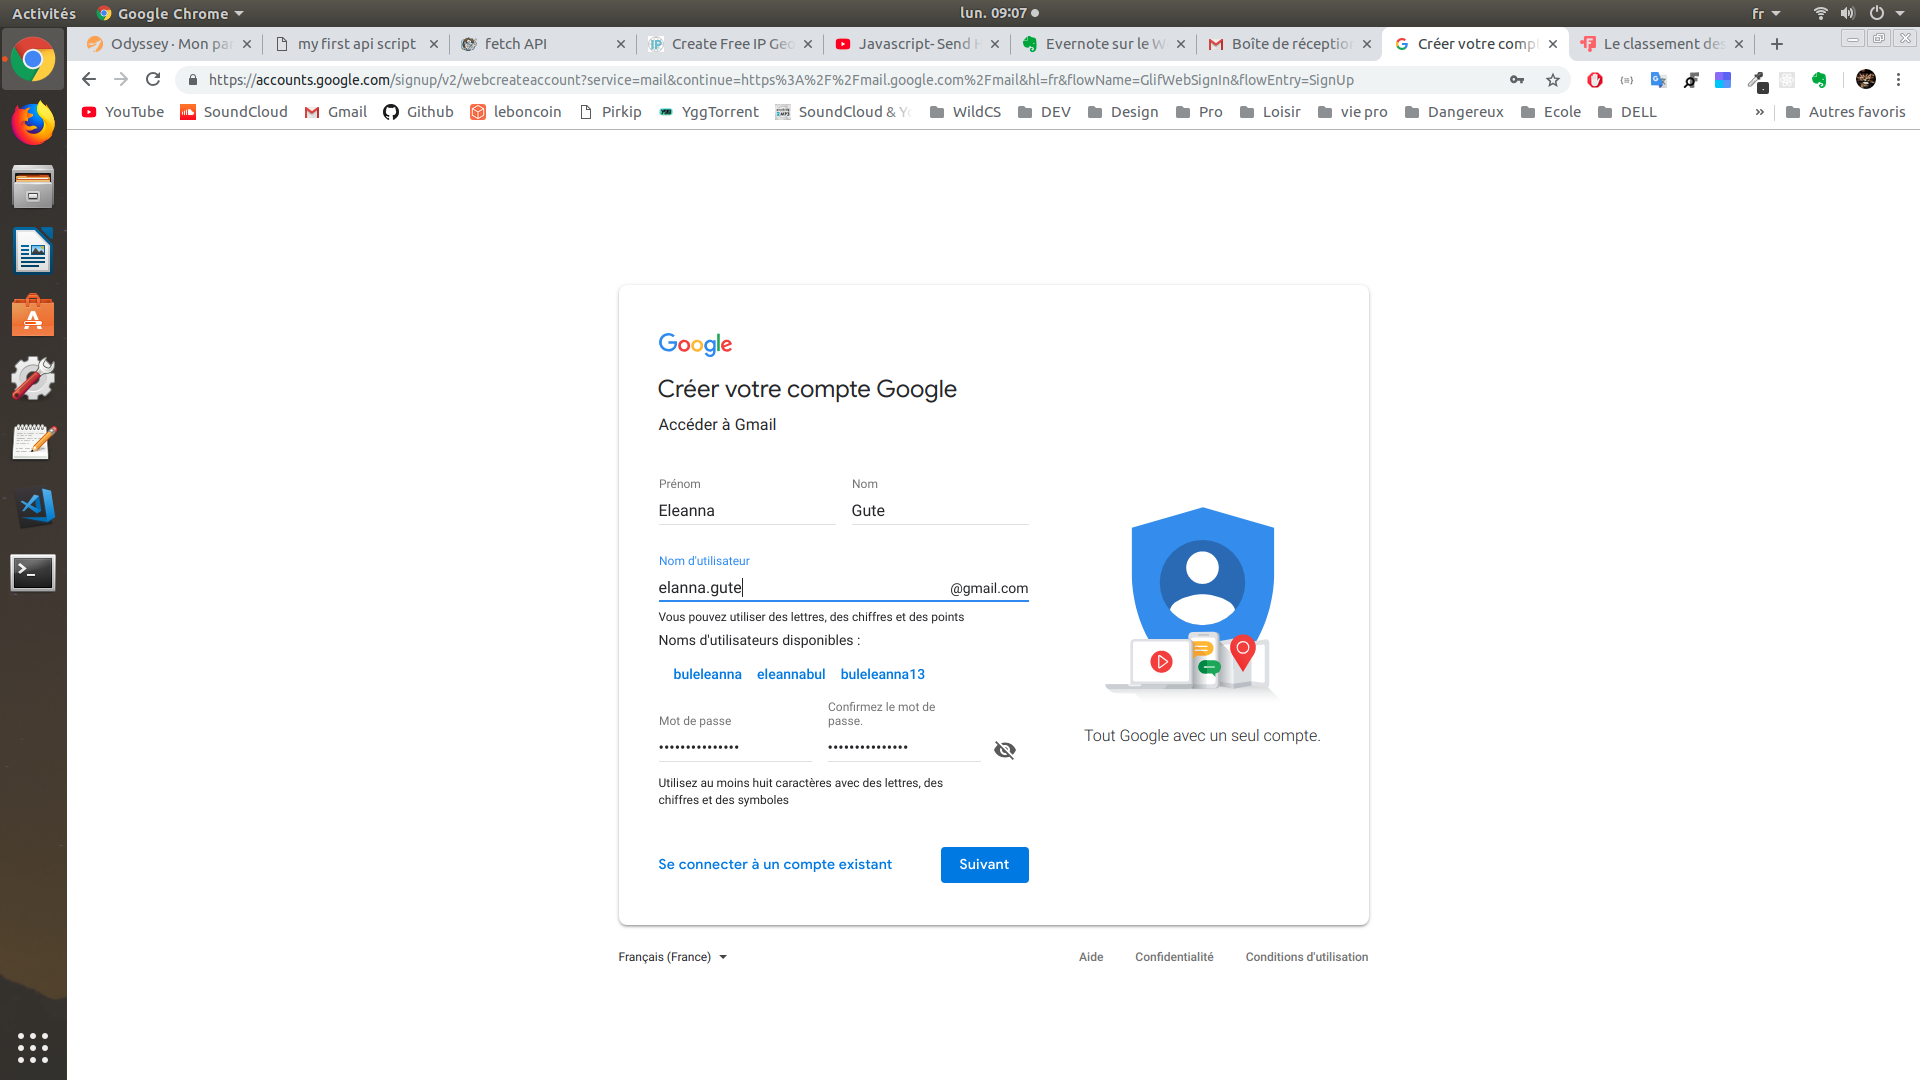 Activités
Google Chrome
lun. 09:07
fr
Odyssey · Mon pa
my first api script
fetch API
Create Free IP Geo
Javascript- Send H
Evernote sur le W
Boîte de réception
Créer votre compt
Le classement des
https://accounts.google.com/signup/v2/webcreateaccount?service=mail&continue=https%3A%2F%2Fmail.google.com%2Fmail&hl=fr&flowName=GlifWebSignIn&flowEntry=SignUp
YouTube
SoundCloud
Gmail
Github
leboncoin
Pirkip
YggTorrent
SoundCloud & Yo
WildCS
DEV
Design
Pro
Loisir
vie pro
Dangereux
Ecole
DELL
»
Autres favoris
Google
Créer votre compte Google
Accéder à Gmail
Prénom
Nom
Eleanna
Gute
Nom d'utilisateur
elanna.gute
@gmail.com
Vous pouvez utiliser des lettres, des chiffres et des points
Noms d'utilisateurs disponibles :
buleleanna
eleannabul
buleleanna13
Mot de passe
Confirmez le mot de
passe.
•••••••••••••••
•••••••••••••••
Utilisez au moins huit caractères avec des lettres, des
chiffres et des symboles
Se connecter à un compte existant
Suivant
Tout Google avec un seul compte.
Français (France)
Aide
Confidentialité
Conditions d'utilisation